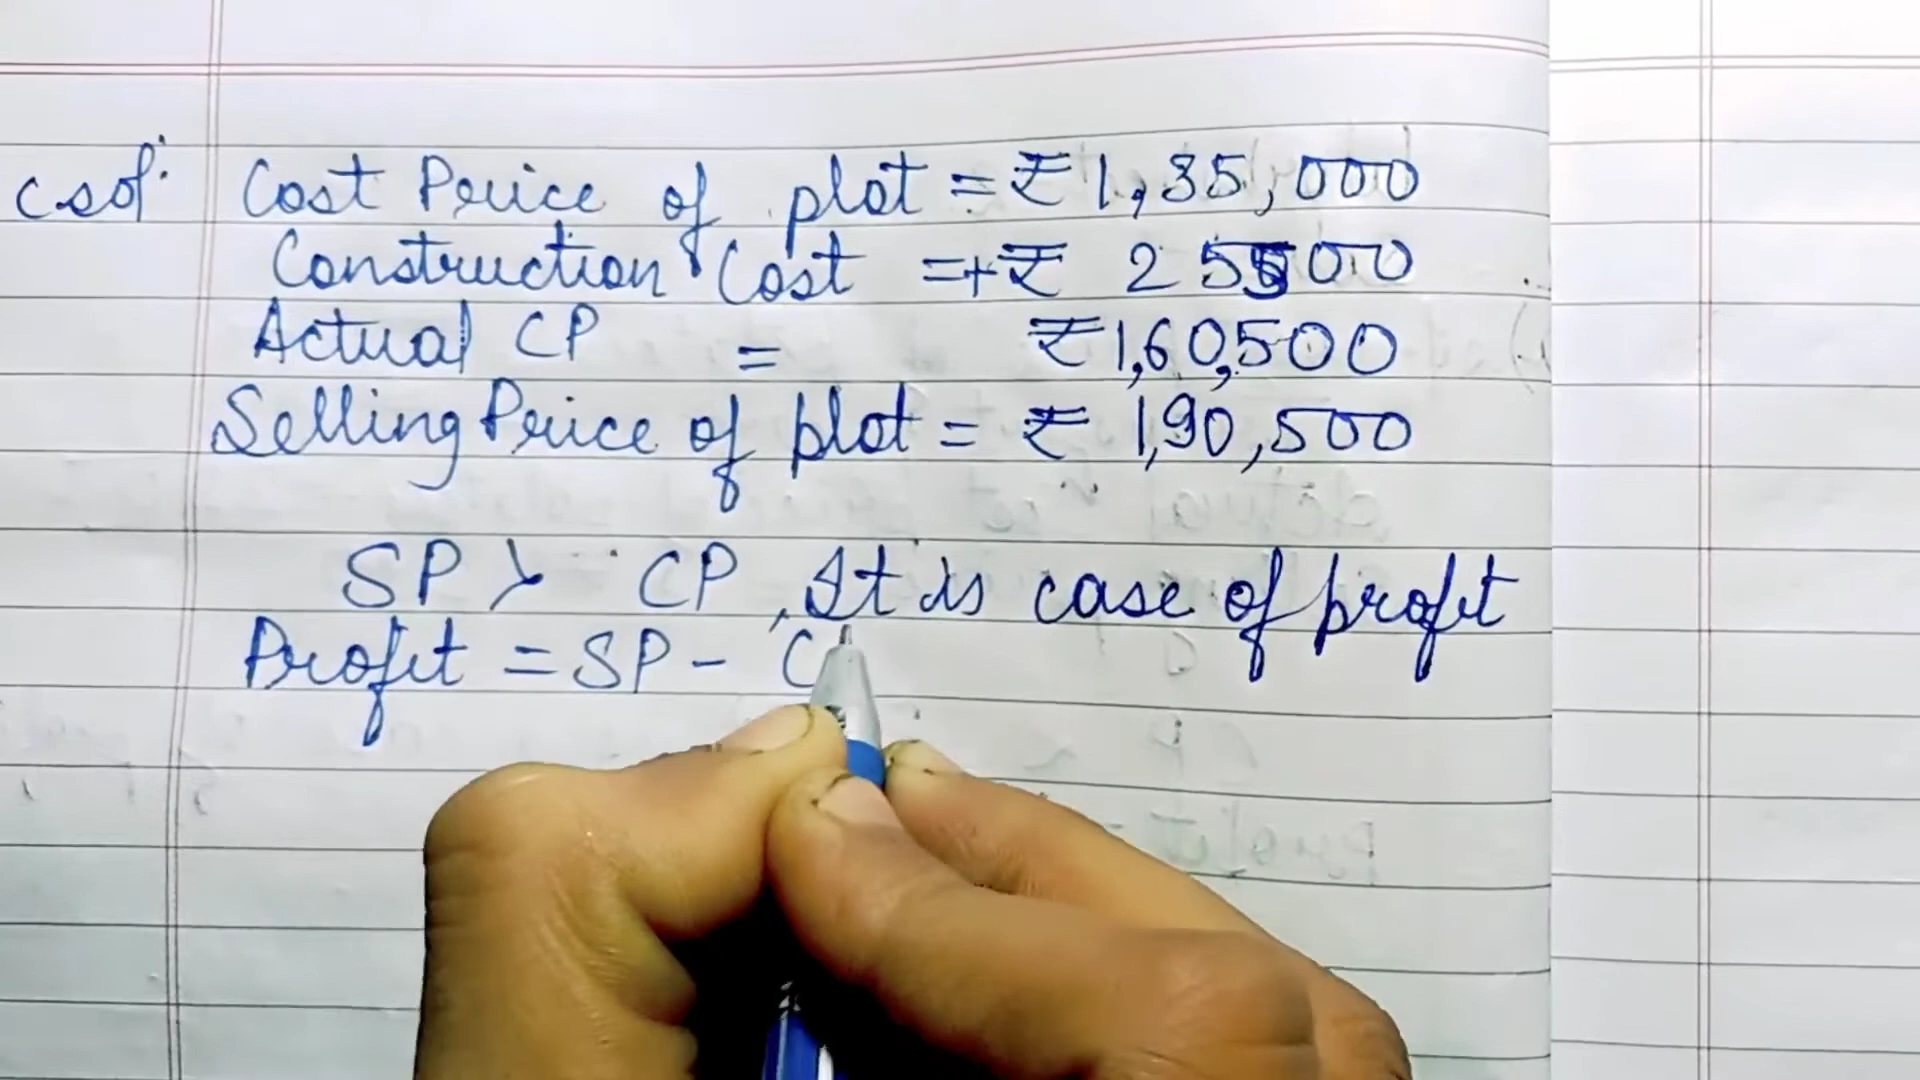 csol. Cost Price of plot = ₹ 1,35,000
Construction Cost =+₹ 25500
Actual CP = ₹1,60,500
Selling Price of plot = ₹ 1,90,500
SP > CP, It is case of profit
Profit = SP - C